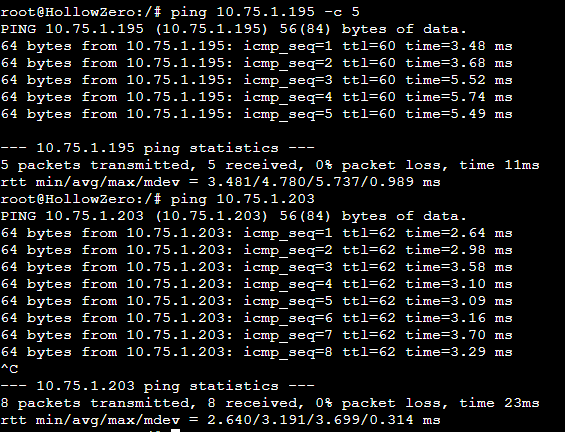 root@HollowZero:/# ping 10.75.1.195 -c 5
PING 10.75.1.195 (10.75.1.195) 56(84) bytes of data.
64 bytes from 10.75.1.195: icmp_seq=1 ttl=60 time=3.48 ms
64 bytes from 10.75.1.195: icmp_seq=2 ttl=60 time=3.68 ms
64 bytes from 10.75.1.195: icmp_seq=3 ttl=60 time=5.52 ms
64 bytes from 10.75.1.195: icmp_seq=4 ttl=60 time=5.74 ms
64 bytes from 10.75.1.195: icmp_seq=5 ttl=60 time=5.49 ms

--- 10.75.1.195 ping statistics ---
5 packets transmitted, 5 received, 0% packet loss, time 11ms
rtt min/avg/max/mdev = 3.481/4.780/5.737/0.989 ms
root@HollowZero:/# ping 10.75.1.203
PING 10.75.1.203 (10.75.1.203) 56(84) bytes of data.
64 bytes from 10.75.1.203: icmp_seq=1 ttl=62 time=2.64 ms
64 bytes from 10.75.1.203: icmp_seq=2 ttl=62 time=2.98 ms
64 bytes from 10.75.1.203: icmp_seq=3 ttl=62 time=3.58 ms
64 bytes from 10.75.1.203: icmp_seq=4 ttl=62 time=3.10 ms
64 bytes from 10.75.1.203: icmp_seq=5 ttl=62 time=3.09 ms
64 bytes from 10.75.1.203: icmp_seq=6 ttl=62 time=3.16 ms
64 bytes from 10.75.1.203: icmp_seq=7 ttl=62 time=3.70 ms
64 bytes from 10.75.1.203: icmp_seq=8 ttl=62 time=3.29 ms
^C
--- 10.75.1.203 ping statistics ---
8 packets transmitted, 8 received, 0% packet loss, time 23ms
rtt min/avg/max/mdev = 2.640/3.191/3.699/0.314 ms